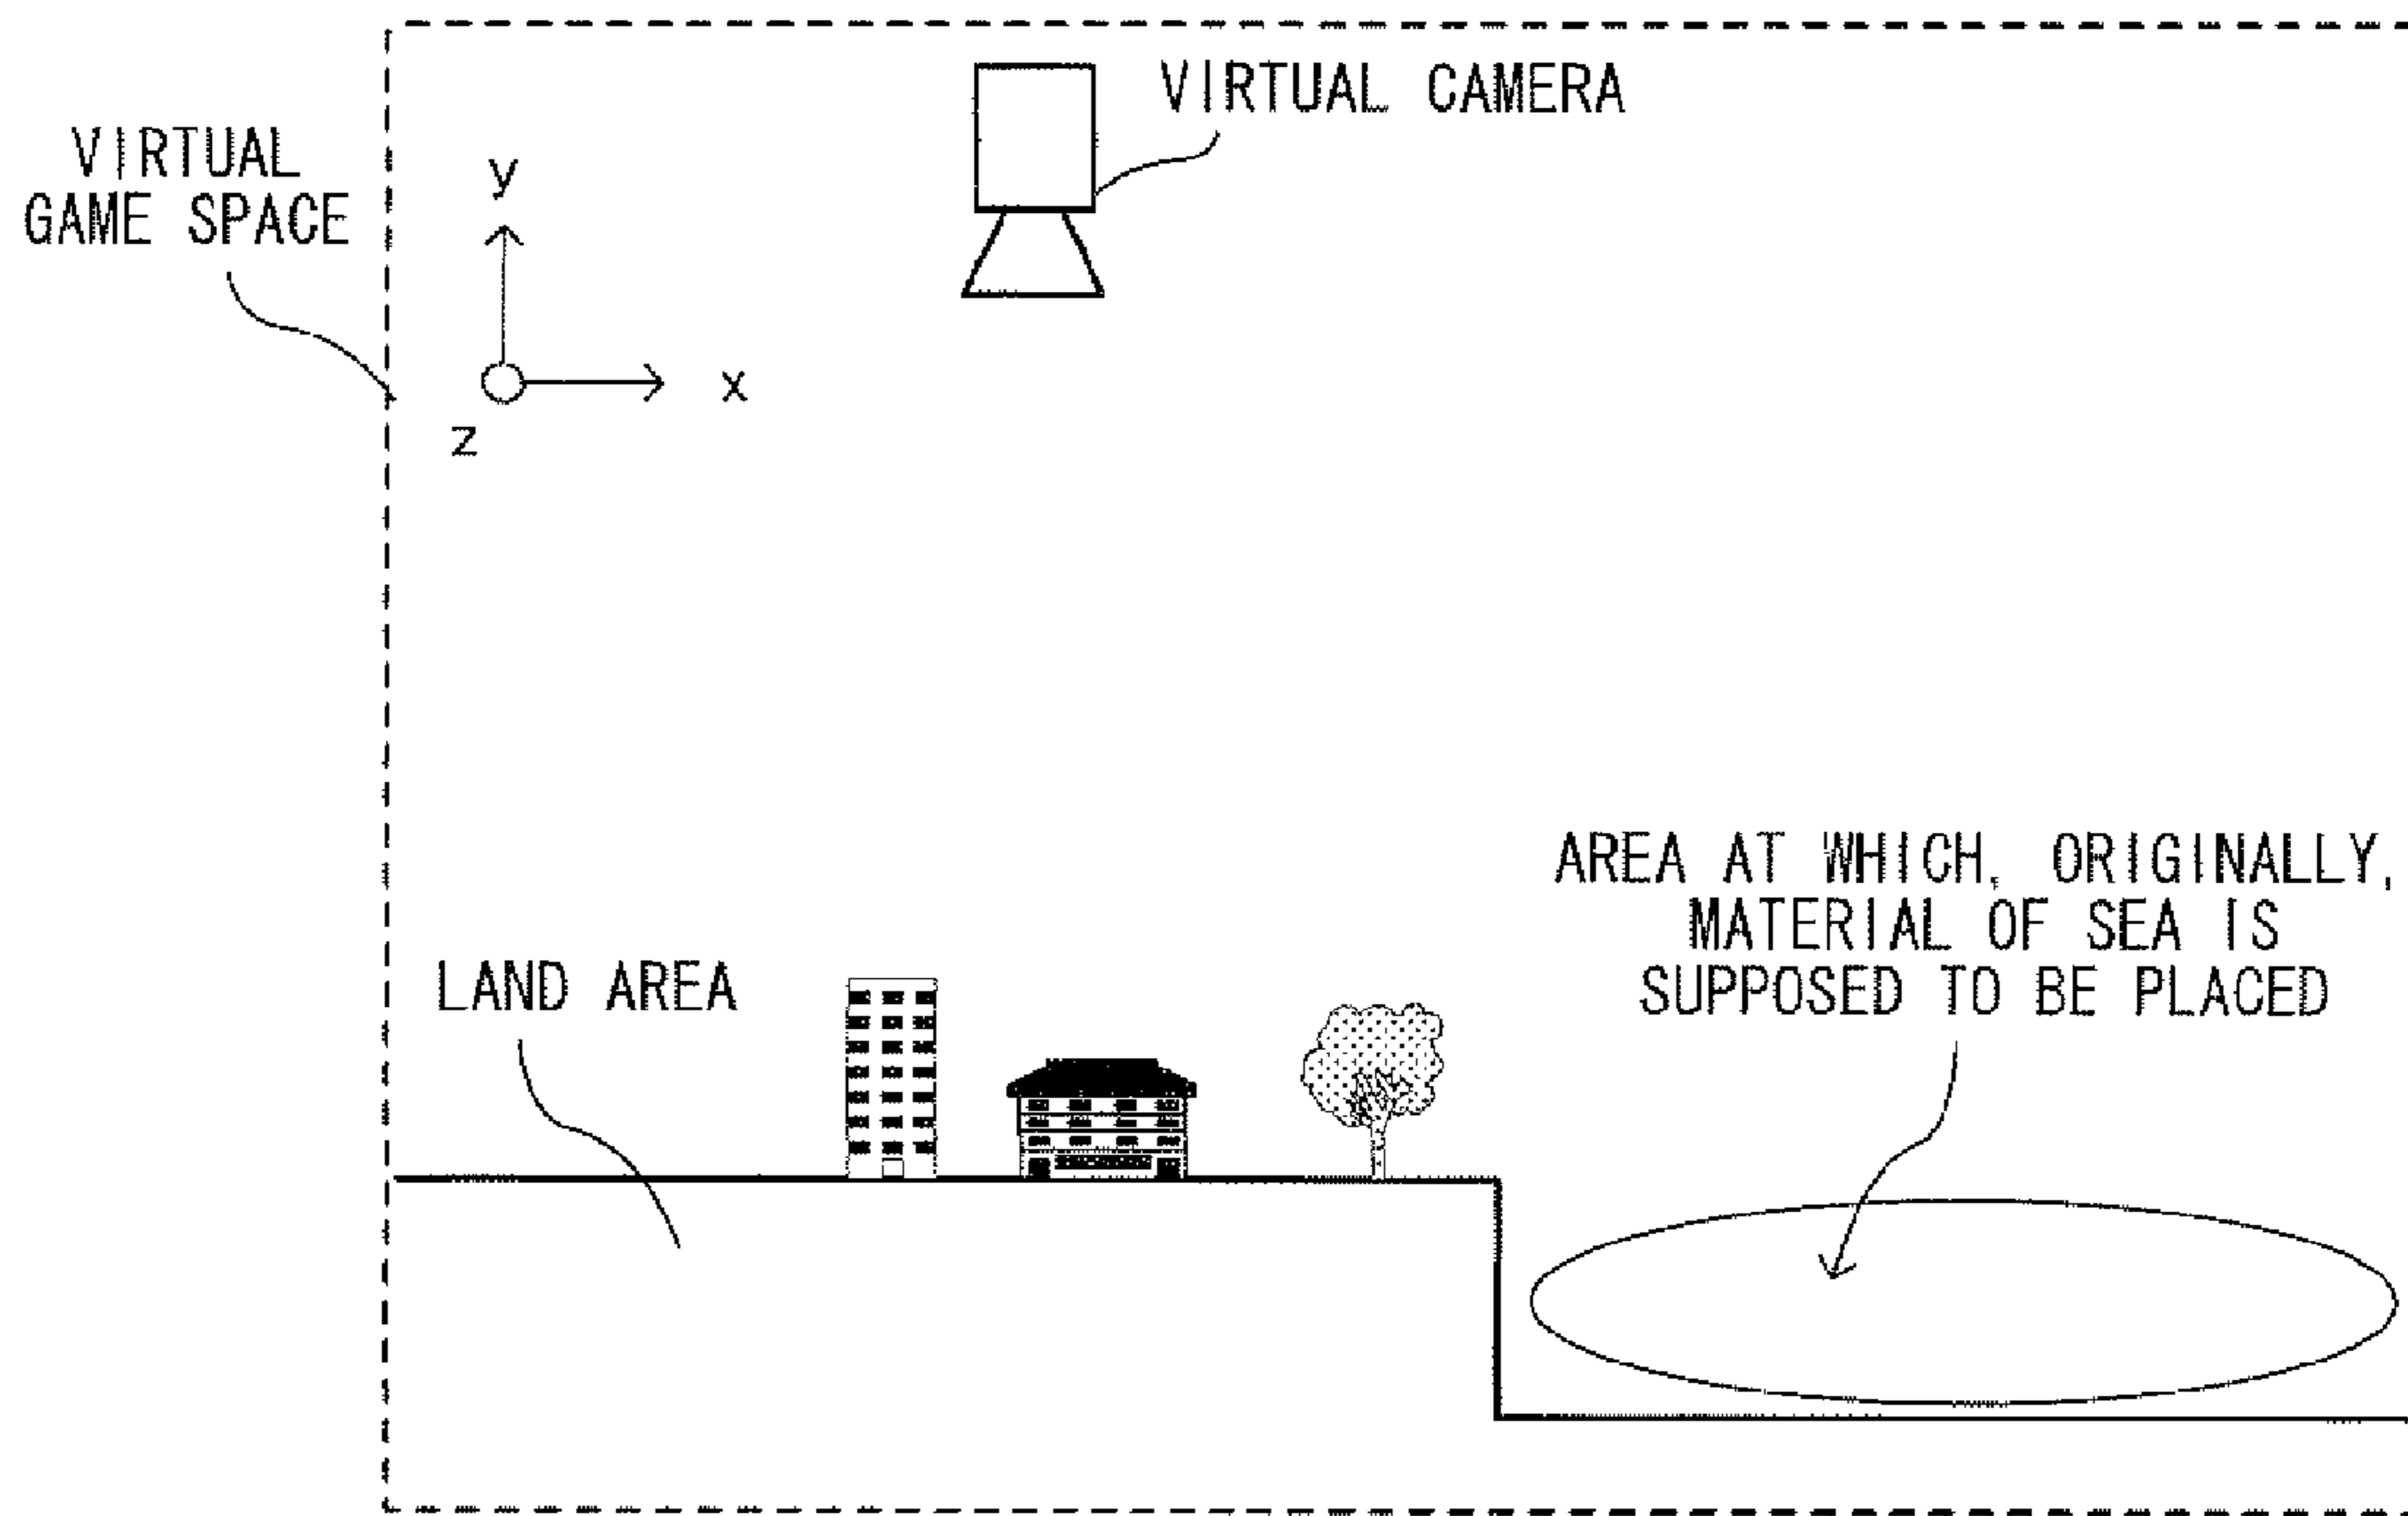 VIRTUAL CAMERA
VIRTUAL
GAME SPACE
y
x
z
AREA AT WHICH, ORIGINALLY,
MATERIAL OF SEA IS
SUPPOSED TO BE PLACED
LAND AREA